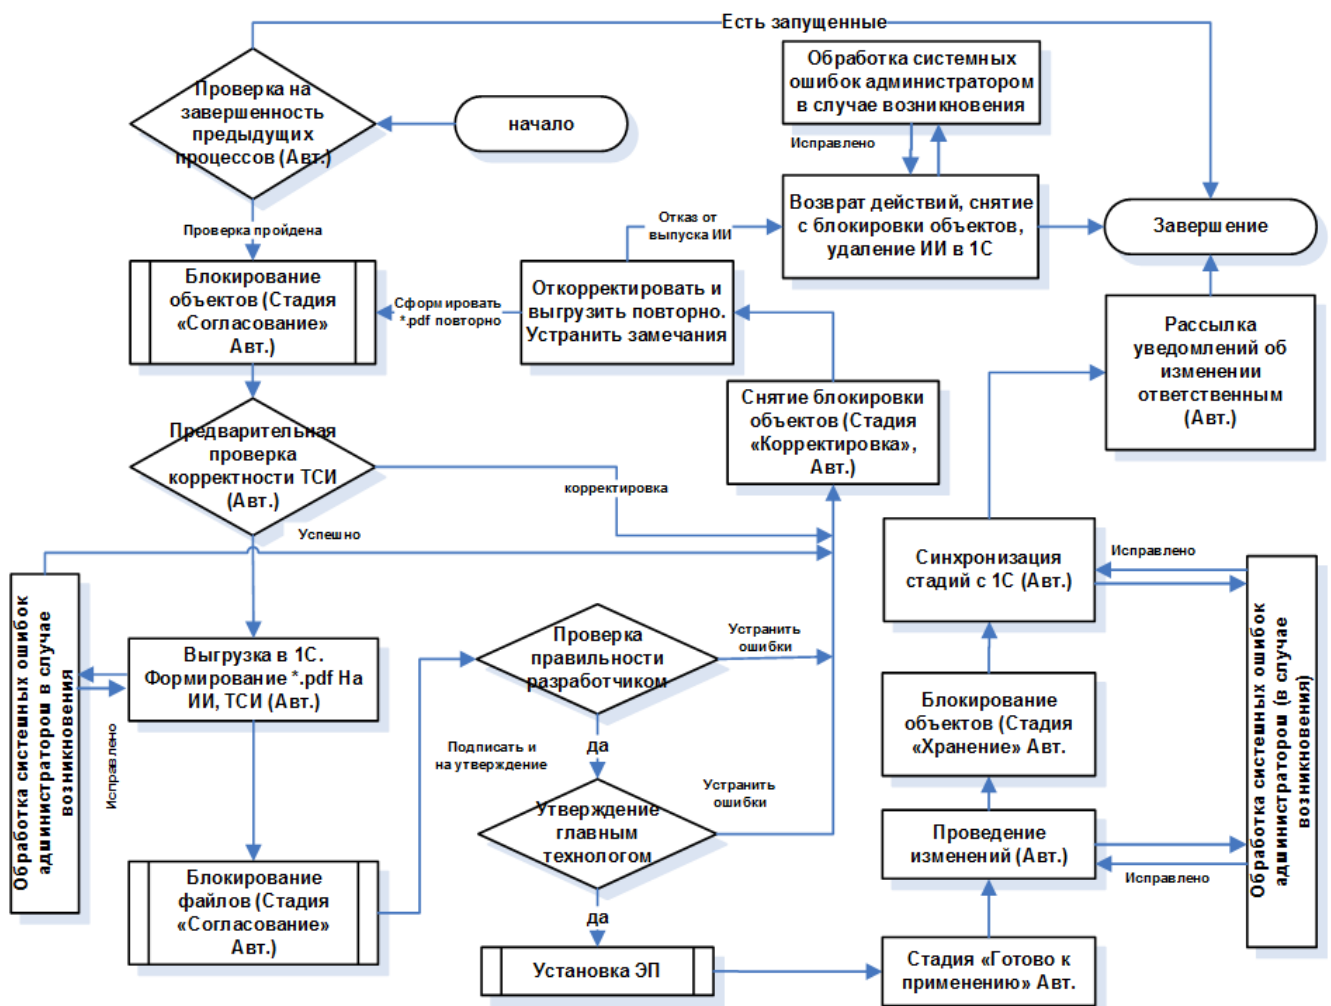 Есть запущенные
Проверка на
завершенность
предыдущих
процессов (Авт.)
начало
Обработка системных
ошибок администратором
в случае возникновения
Исправлено
Проверка пройдена
Отказ от
выпуска ИИ
Возврат действий, снятие
с блокировки объектов,
удаление ИИ в 1С
Завершение
Блокирование
объектов (Стадия
«Согласование»
Авт.)
Сформировать
*.pdf повторно
Откорректировать и
выгрузить повторно.
Устранить замечания
Рассылка
уведомлений об
изменении
ответственным
(Авт.)
Снятие блокировки
объектов (Стадия
«Корректировка»,
Авт.)
Предварительная
проверка
корректности ТСИ
(Авт.)
корректировка
Успешно
Синхронизация
стадий с 1С (Авт.)
Исправлено
Обработка систешных ошибок
администраторош в случае
возникновения
Выгрузка в 1С.
Формирование *.pdf На
ИИ, ТСИ (Авт.)
Исправлено
Проверка
правильности
разработчиком
Устранить
ошибки
да
Подписать и
на утверждение
Блокирование
объектов (Стадия
«Хранение» Авт.
Обработка систешных ошибок
администраторош (в случае
возникновения)
Утверждение
главным
технологом
Устранить
ошибки
Проведение
изменений (Авт.)
Исправлено
Блокирование
файлов (Стадия
«Согласование»
Авт.)
да
Установка ЭП
Стадия «Готово к
применению» Авт.